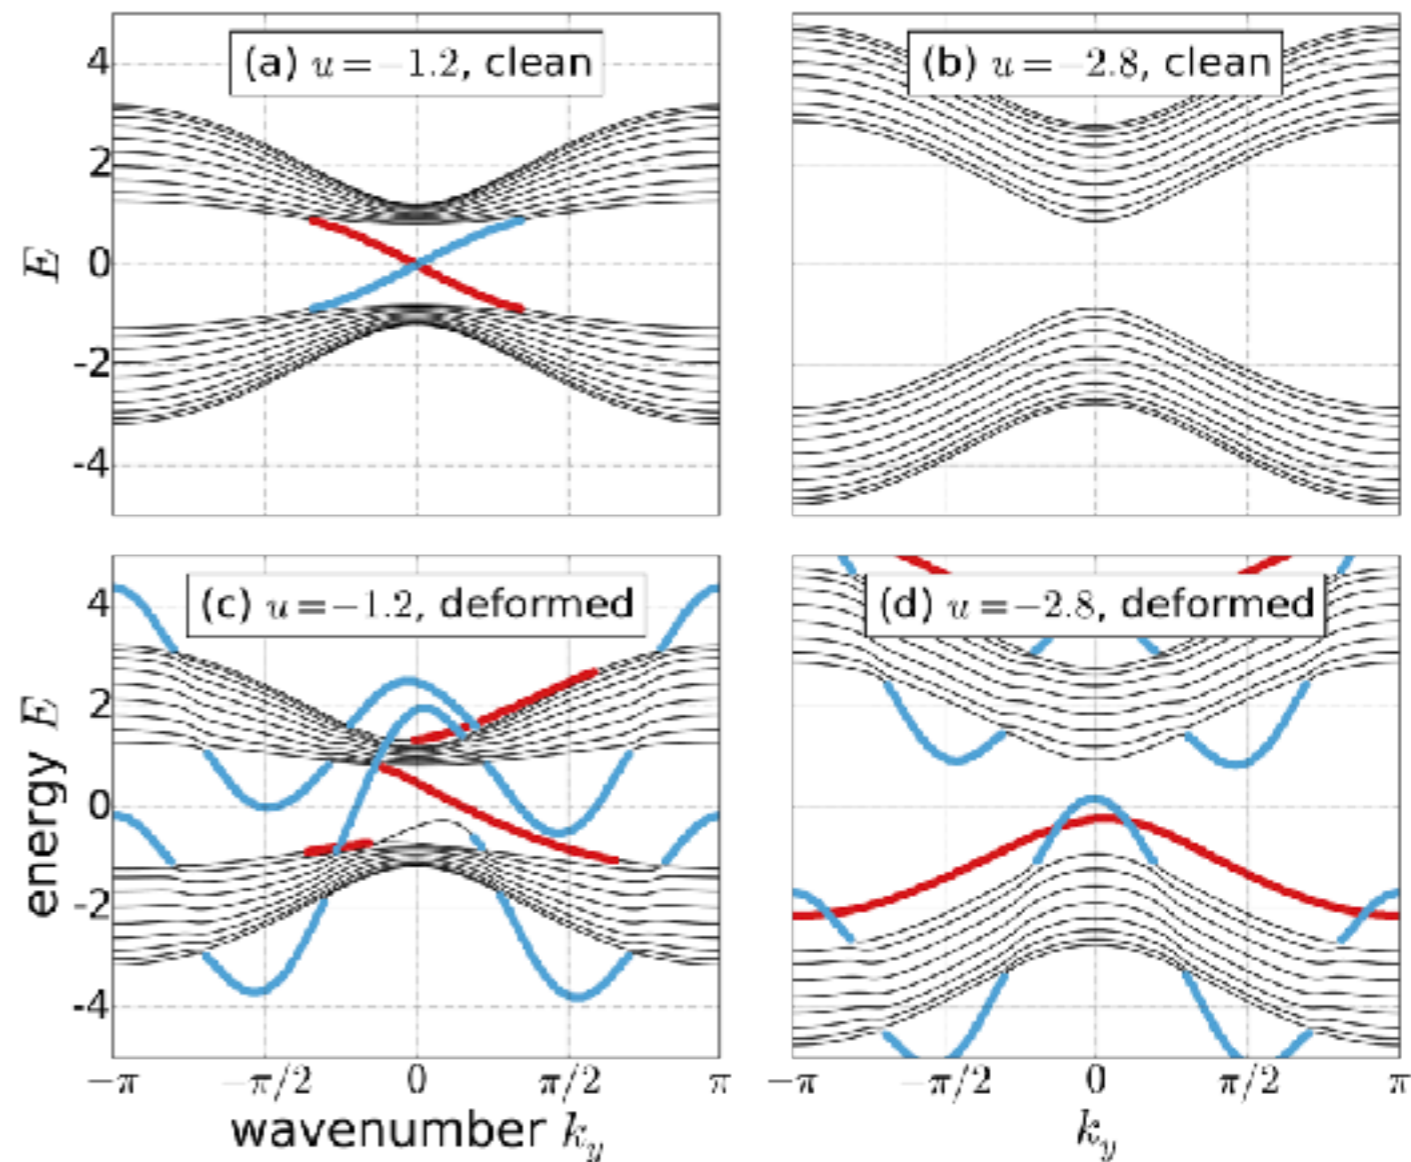 (a) u = −1.2, clean
(b) u = −2.8, clean
4
2
0
-2
-4
E
(c) u = −1.2, deformed
(d) u = −2.8, deformed
4
2
0
-2
-4
energy E
−π −π/2 0 π/2 π
−π −π/2 0 π/2 π
wavenumber k_y
k_y